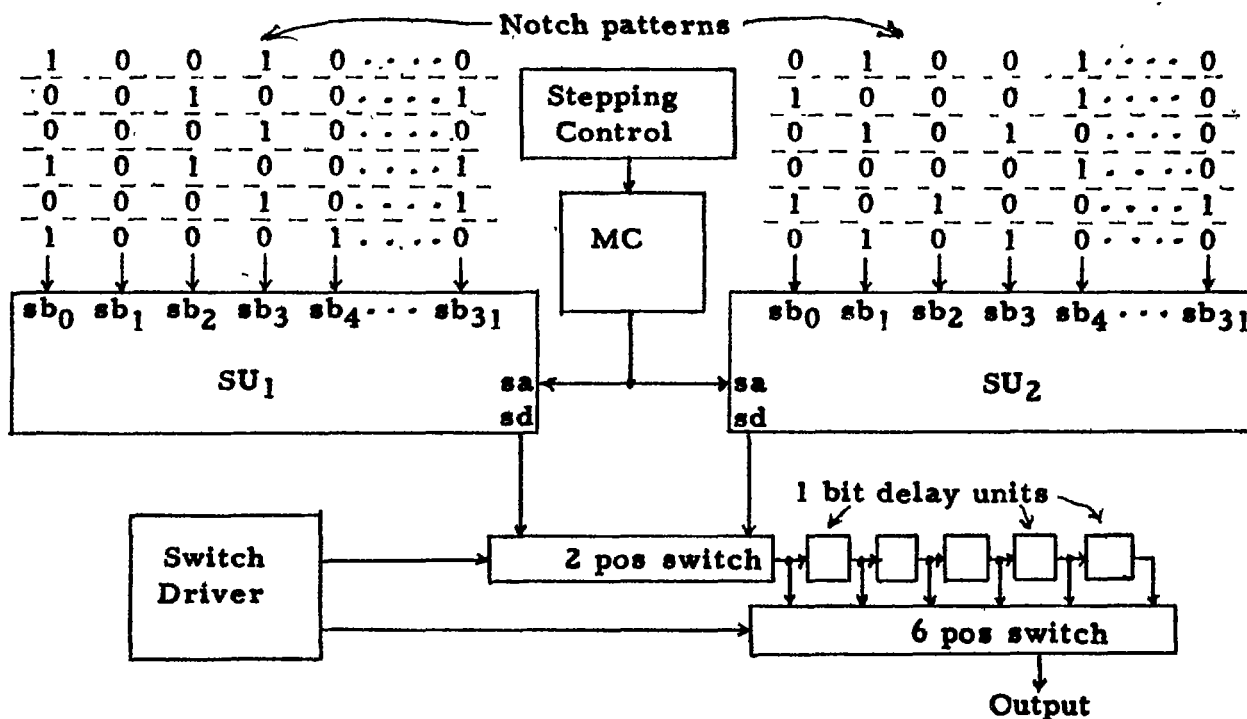 Notch patterns
1 0 0 1 0 . . . . 0
0 0 1 0 0 . . . . 1
0 0 0 1 0 . . . . 0
1 0 1 0 0 . . . . 1
0 0 0 1 0 . . . . 1
1 0 0 0 1 . . . . 0
Stepping
Control
MC
0 1 0 0 1 . . . . 0
1 0 0 0 1 . . . . 0
0 1 0 1 0 . . . . 0
0 0 0 0 1 . . . . 0
1 0 1 0 0 . . . . 1
0 1 0 1 0 . . . . 0
sb0 sb1 sb2 sb3 sb4 . . . sb31
SU1
sa
sd
sb0 sb1 sb2 sb3 sb4 . . . sb31
sa
SU2
sd
1 bit delay units
Switch
Driver
2 pos switch
6 pos switch
Output